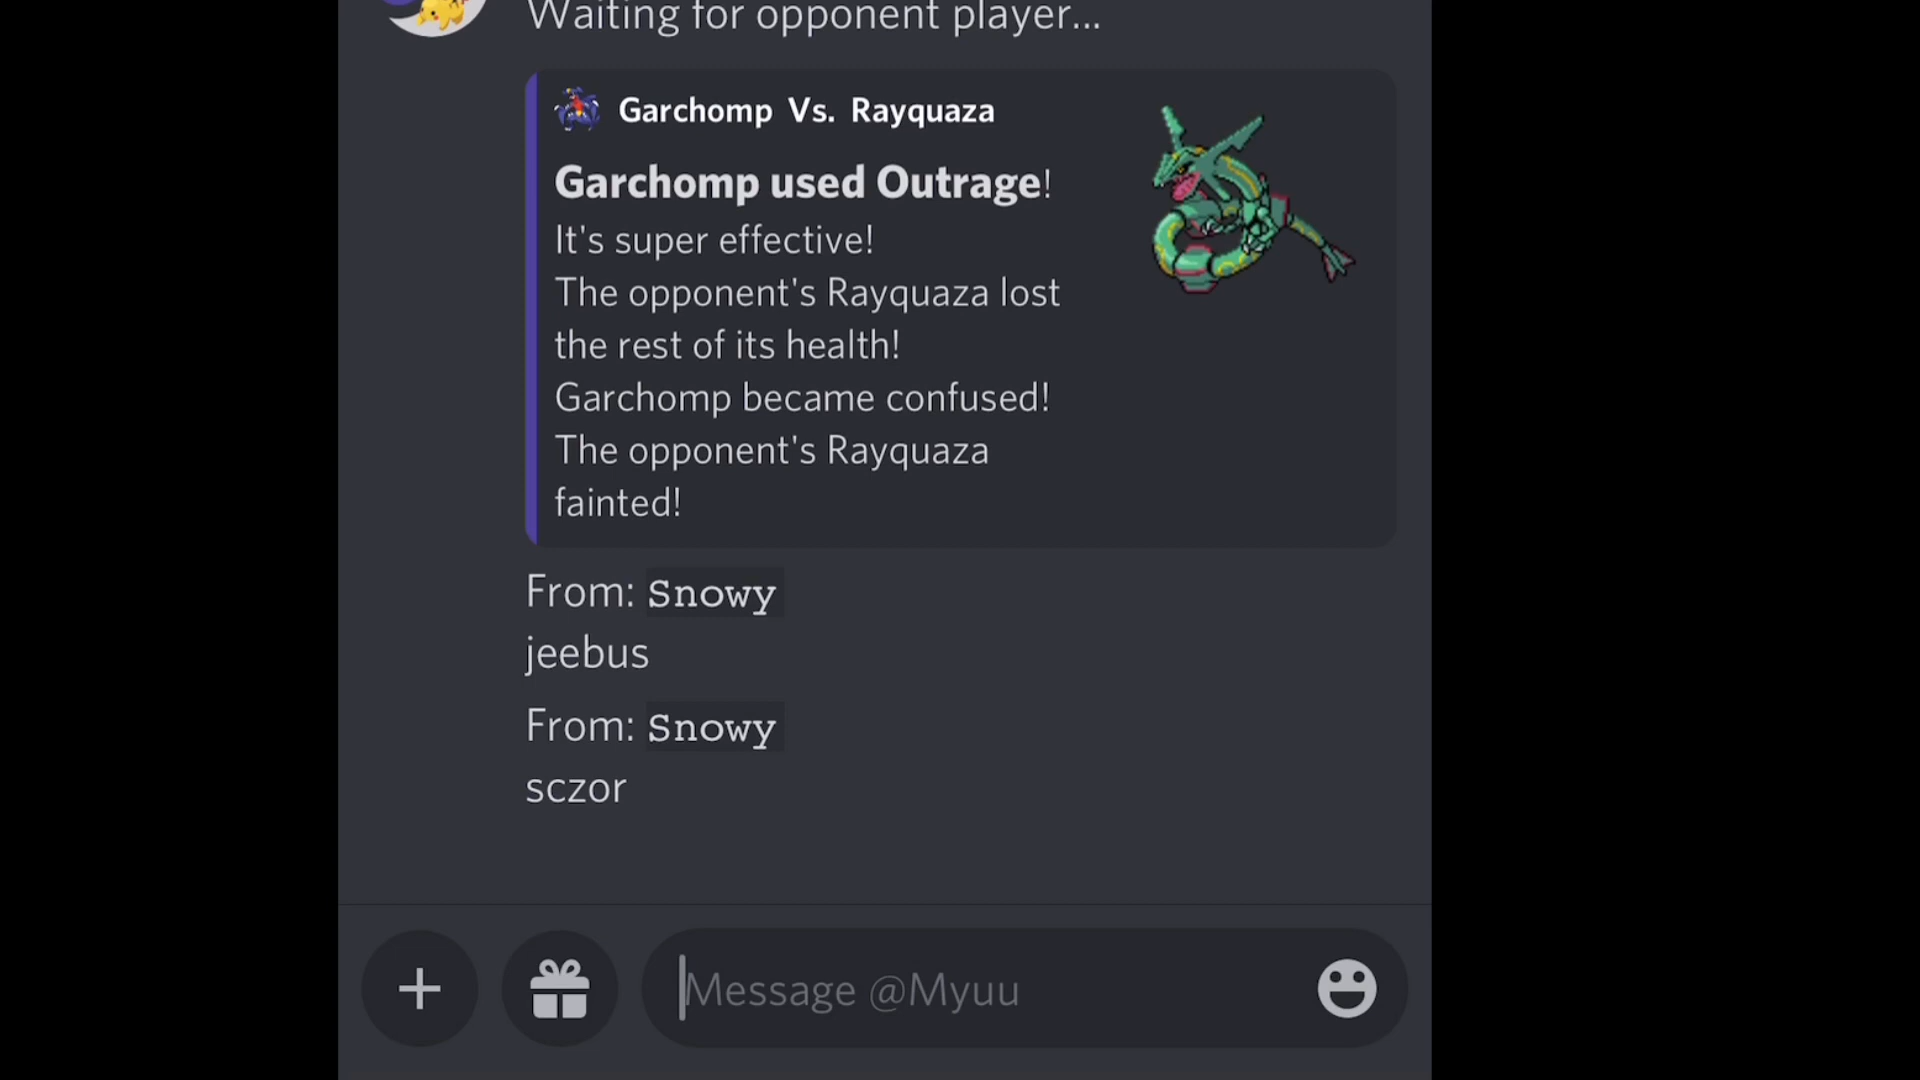 Waiting for opponent player...
Garchomp Vs. Rayquaza
Garchomp used Outrage!
It's super effective!
The opponent's Rayquaza lost
the rest of its health!
Garchomp became confused!
The opponent's Rayquaza
fainted!
From: Snowy
jeebus
From: Snowy
sczor
Message @Myuu